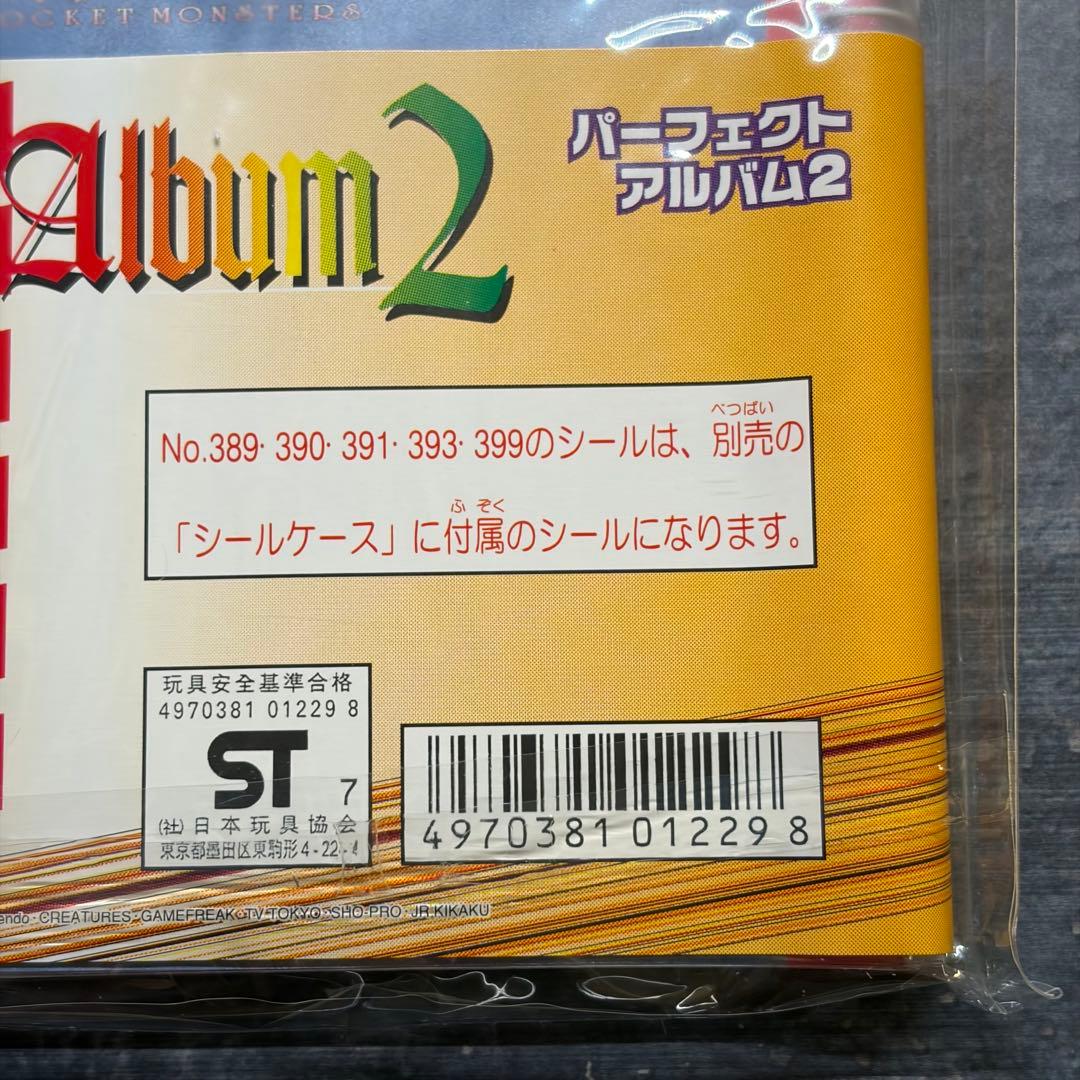 POCKET MONSTERS
Album 2
パーフェクト
アルバム2
べつばい
No.389・390・391・393・399のシールは、別売の
ふぞく
「シールケース」に付属のシールになります。
玩具安全基準合格
4970381 01229 8
ST 7
(社)日本玩具協会
東京都墨田区東駒形4-22-4
4970381 012298
endo・CREATURES・GAMEFREAK・TV TOKYO・SHO-PRO・JR KIKAKU